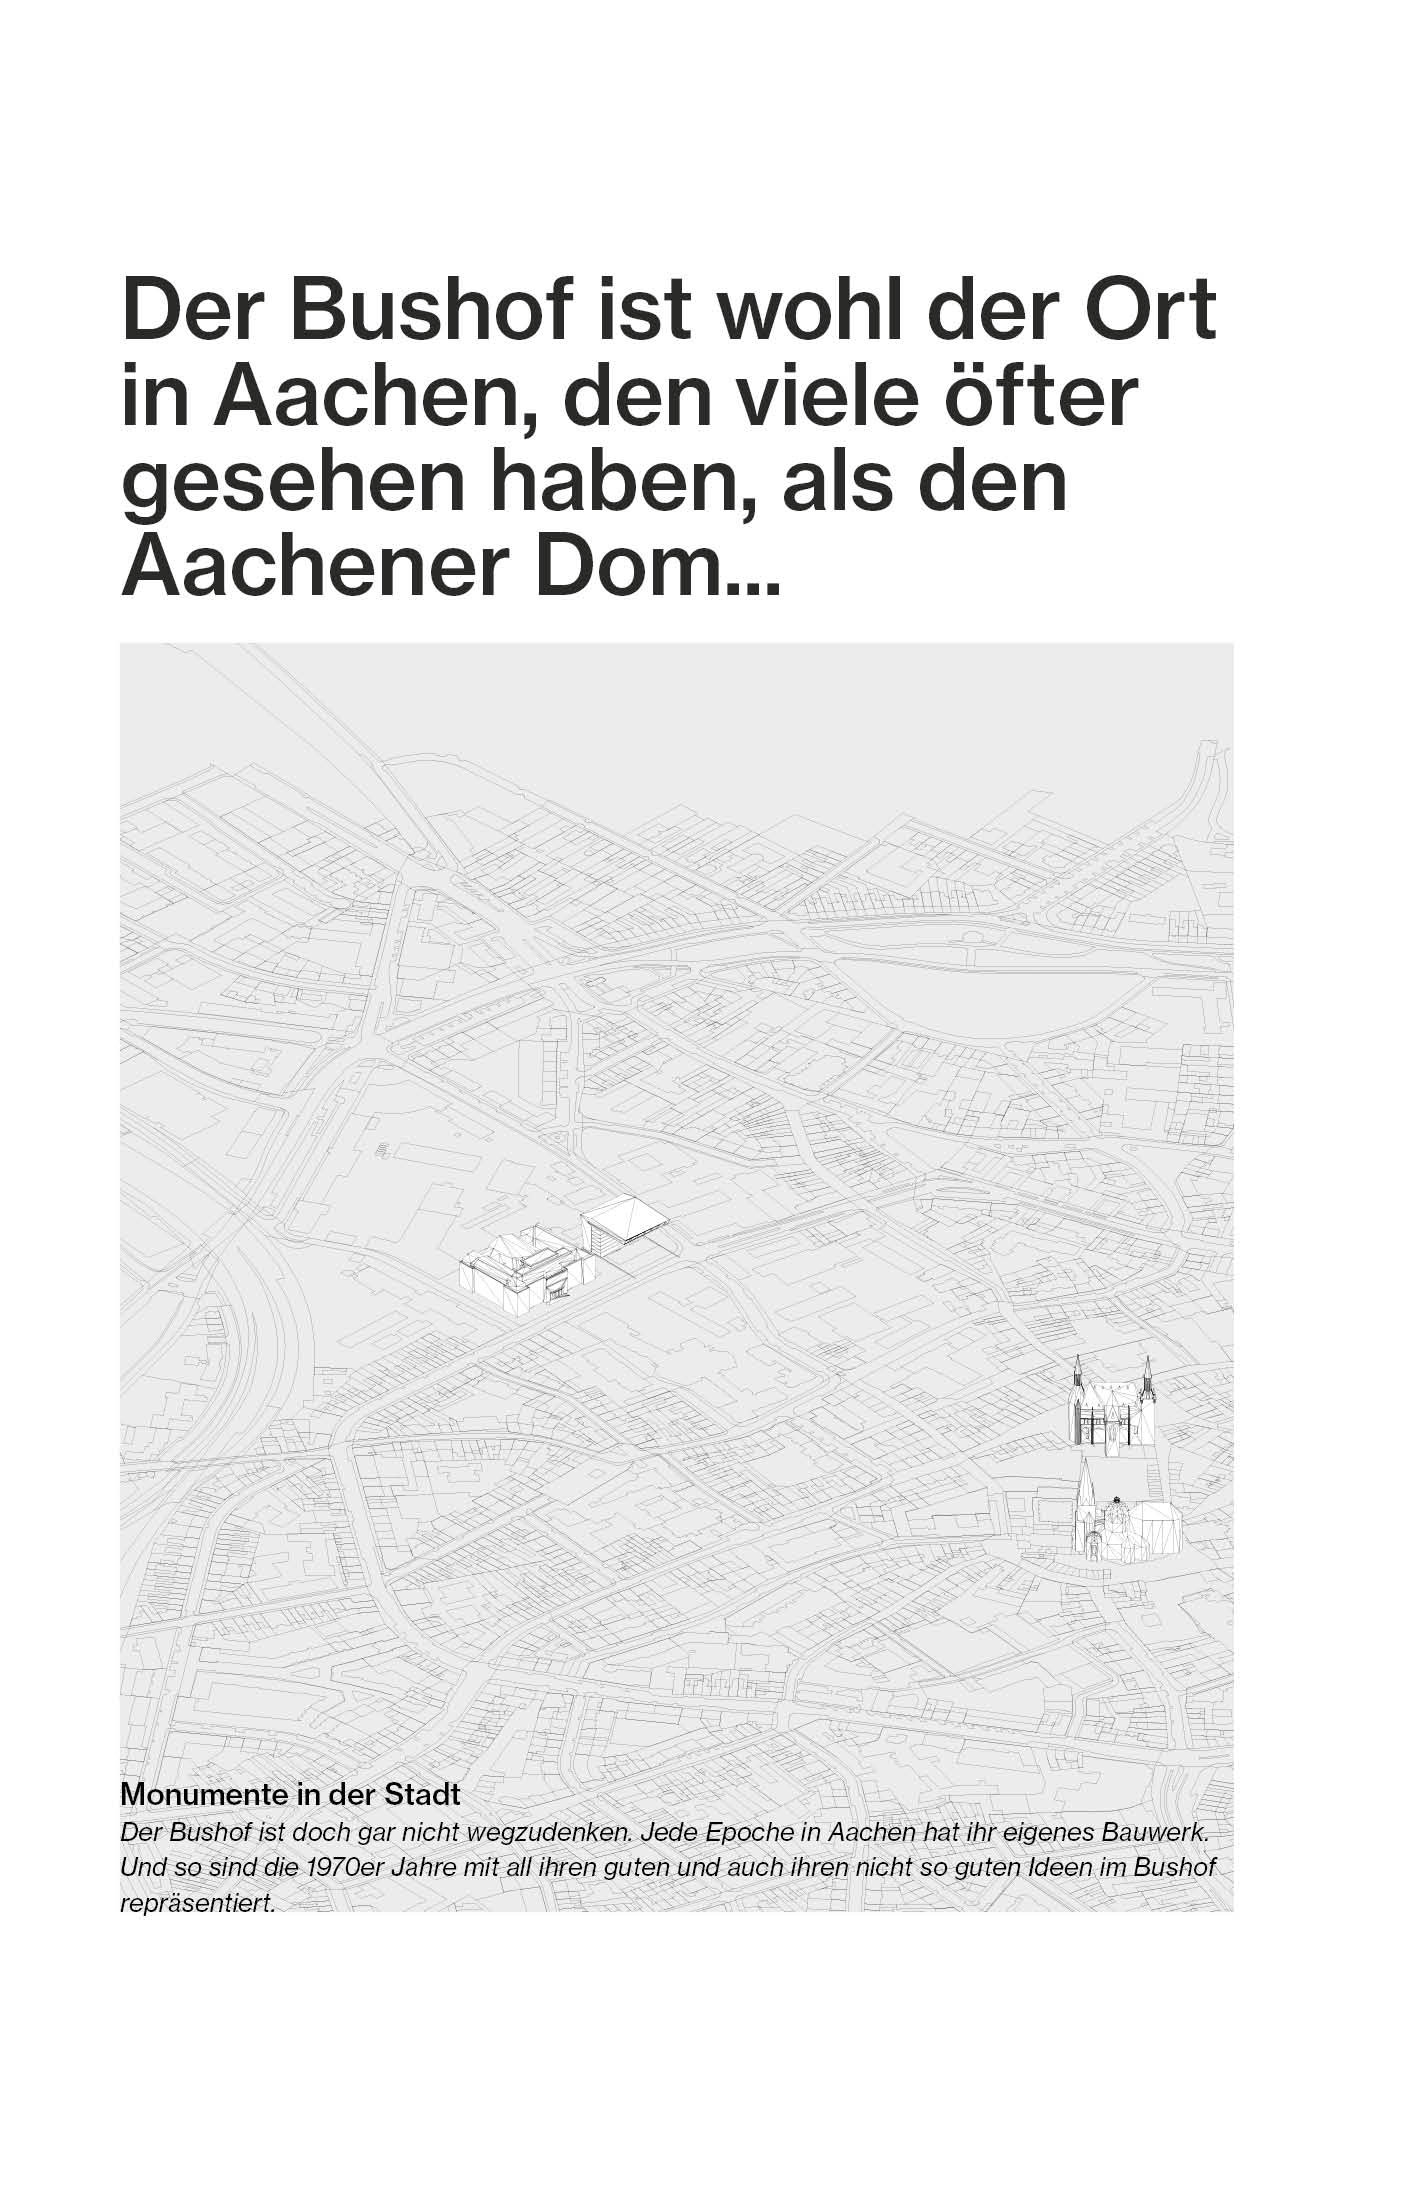 Der Bushof ist wohl der Ort
in Aachen, den viele öfter
gesehen haben, als den
Aachener Dom...
Monumente in der Stadt
Der Bushof ist doch gar nicht wegzudenken. Jede Epoche in Aachen hat ihr eigenes Bauwerk.
Und so sind die 1970er Jahre mit all ihren guten und auch ihren nicht so guten Ideen im Bushof
repräsentiert.